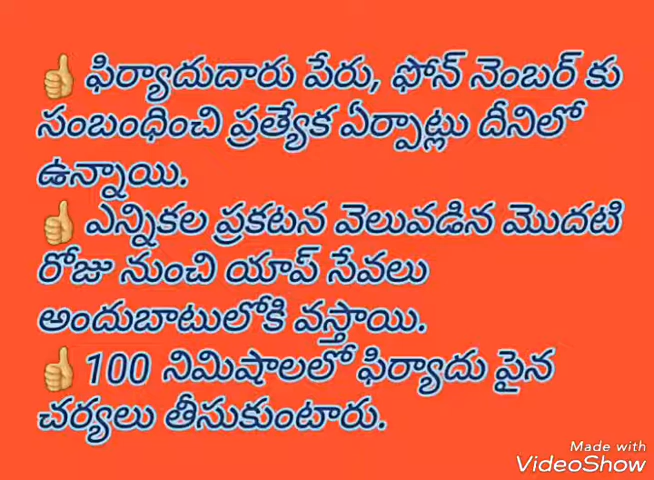 👍 ఫిర్యాదుదారు పేరు, ఫోన్ నెంబర్ కు
సంబంధించి ప్రత్యేక ఏర్పాట్లు దీనిలో
ఉన్నాయి.
👍 ఎన్నికల ప్రకటన వెలువడిన మొదటి
రోజు నుంచి యాప్ సేవలు
అందుబాటులోకి వస్తాయి.
👍 100 నిమిషాలలో ఫిర్యాదు పైన
చర్యలు తీసుకుంటారు.
Made with
VideoShow